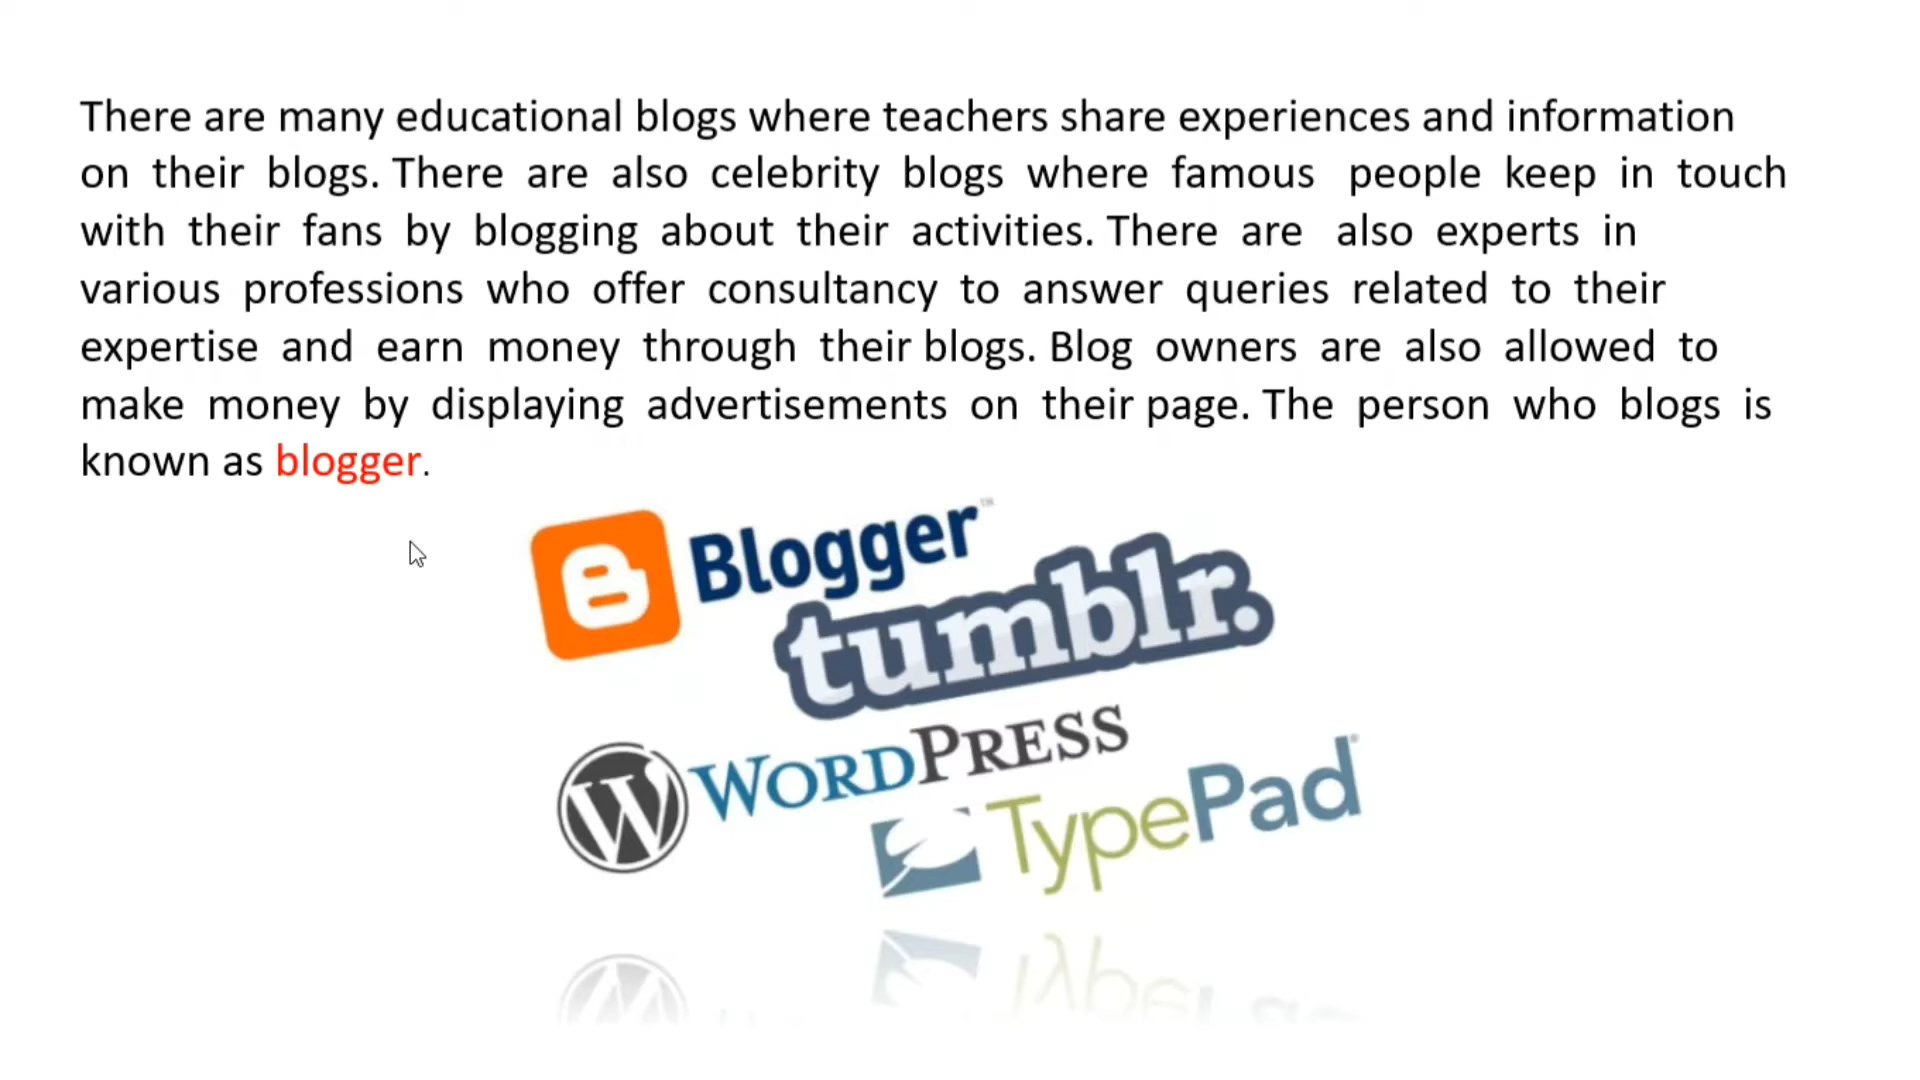 There are many educational blogs where teachers share experiences and information
on their blogs. There are also celebrity blogs where famous people keep in touch
with their fans by blogging about their activities. There are also experts in
various professions who offer consultancy to answer queries related to their
expertise and earn money through their blogs. Blog owners are also allowed to
make money by displaying advertisements on their page. The person who blogs is
known as blogger.
Blogger™
tumblr.
WORDPRESS
TypePad®